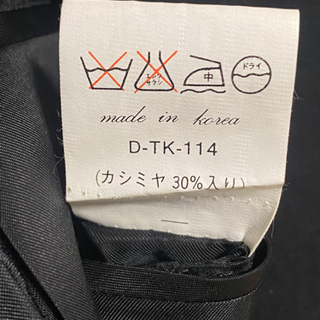 エンソ サラシ 中 ドライ
made in korea
D-TK-114
(カシミヤ 30%入り)